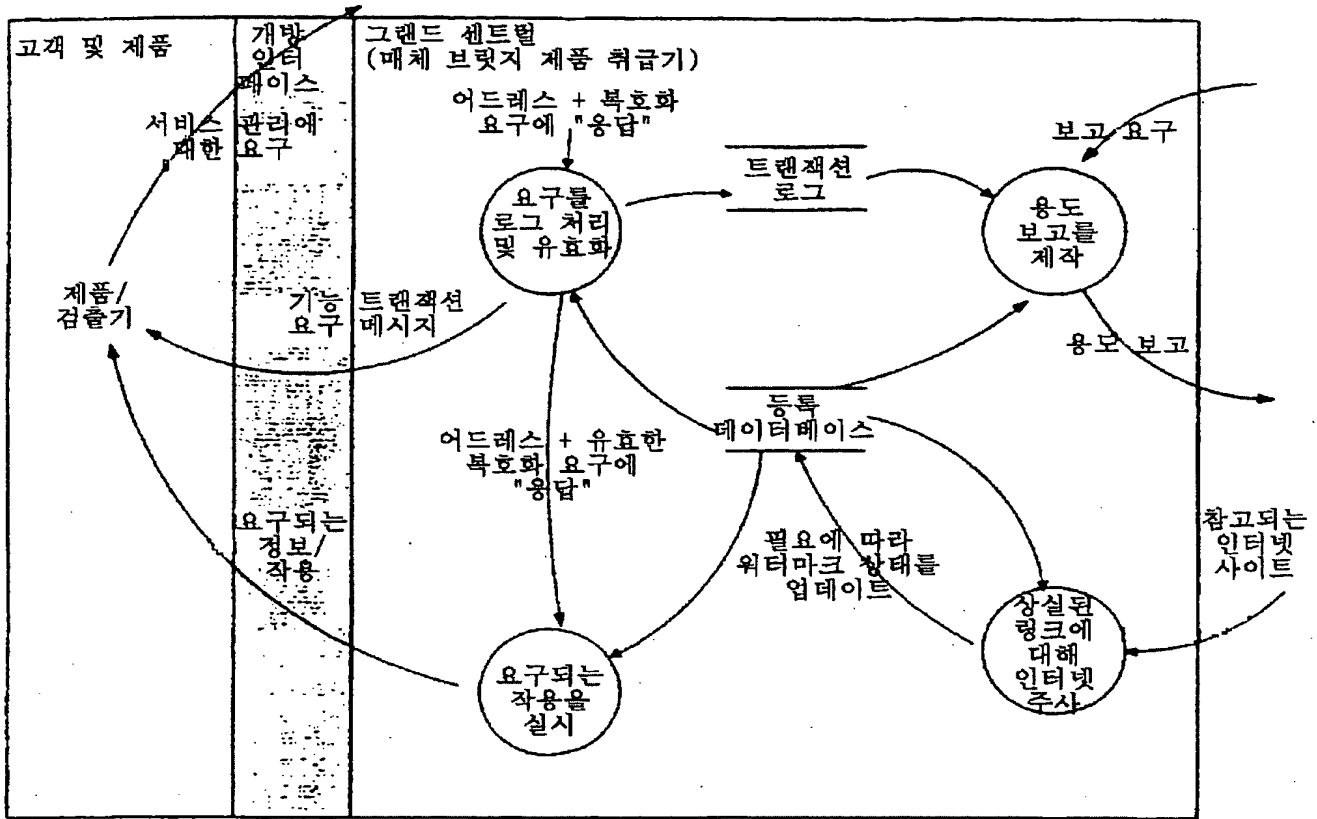 고객 및 제품
개방
인터
페이스
그랜드 센트럴
(매체 브릿지 제품 취급기)
어드레스 + 복호화
요구에 "응답"
서비스 관리에
대한 요구
보고 요구
트랜잭션
로그
요구를
로그 처리
및 유효화
용도
보고를
제작
제품/
검출기
기능 트랜잭션
요구 메시지
용도 보고
등록
데이터베이스
어드레스 + 유효한
복호화 요구에
"응답"
요구되는
정보/
작용
필요에 따라
워터마크 상태를
업데이트
참고되는
인터넷
사이트
상실된
링크에
대해
인터넷
주사
요구되는
작용을
실시